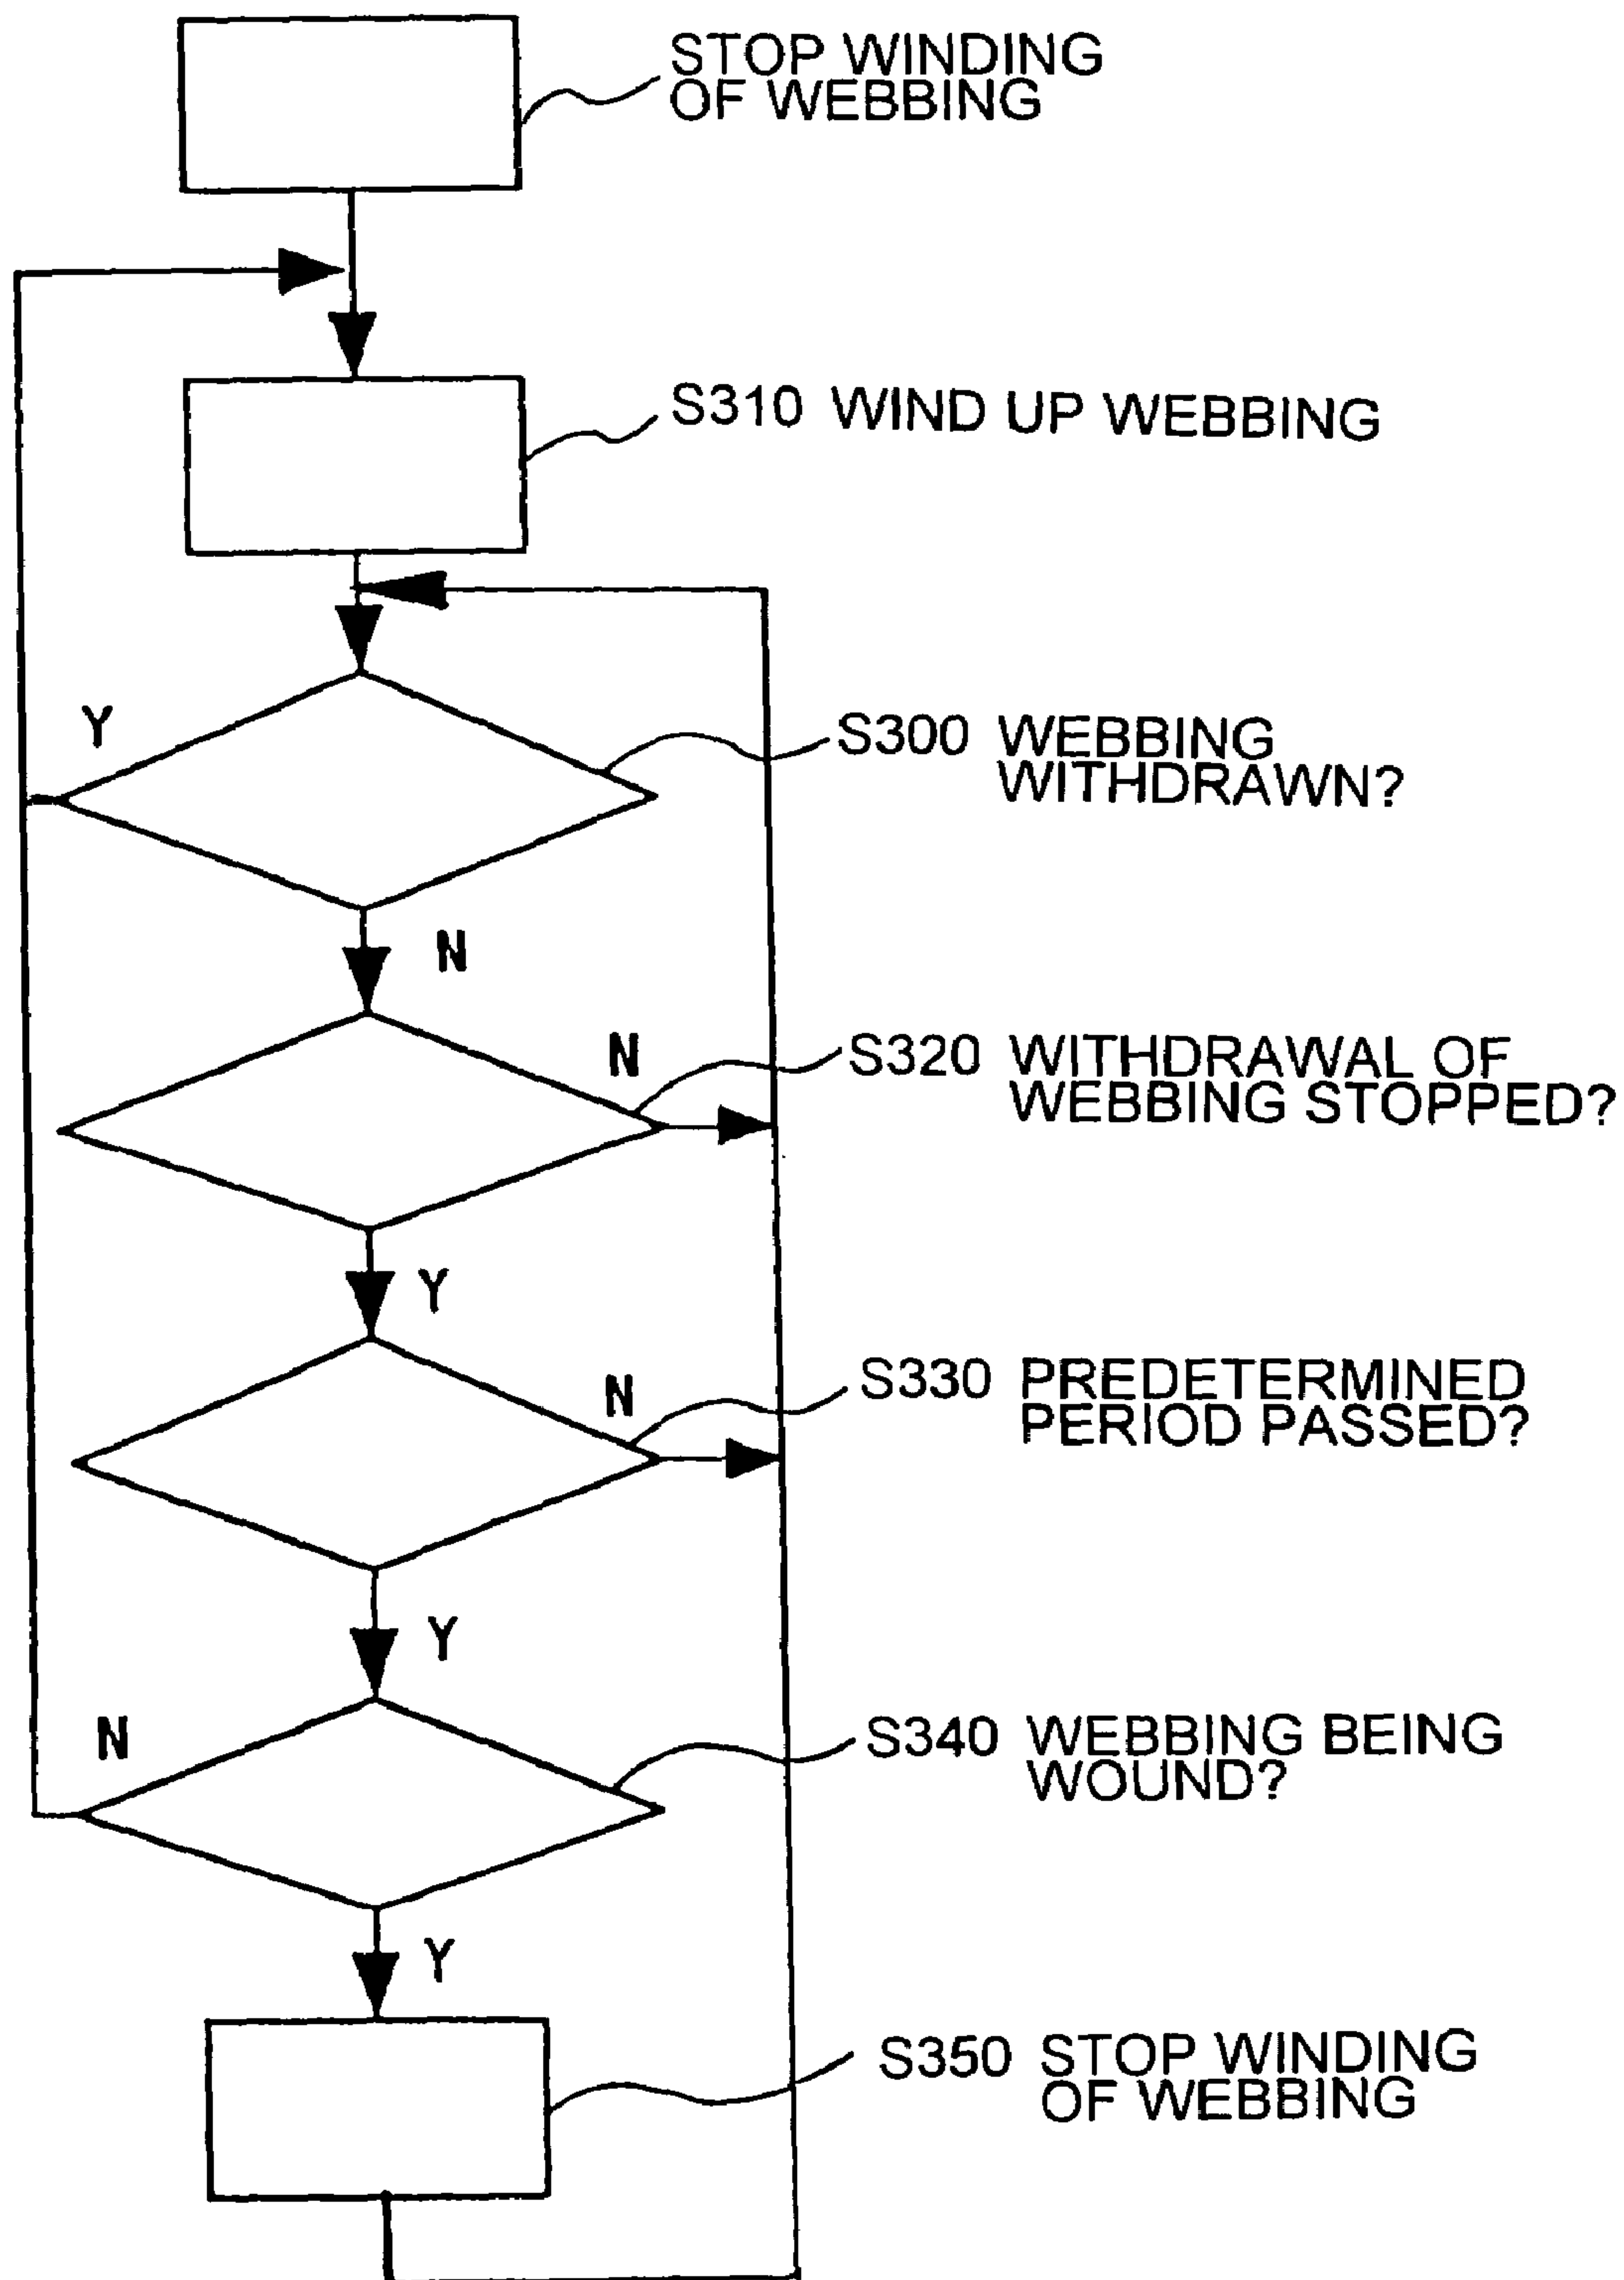 STOP WINDING
OF WEBBING
S310 WIND UP WEBBING
Y
S300 WEBBING
WITHDRAWN?
N
N
S320 WITHDRAWAL OF
WEBBING STOPPED?
Y
N
S330 PREDETERMINED
PERIOD PASSED?
Y
N
S340 WEBBING BEING
WOUND?
Y
S350 STOP WINDING
OF WEBBING